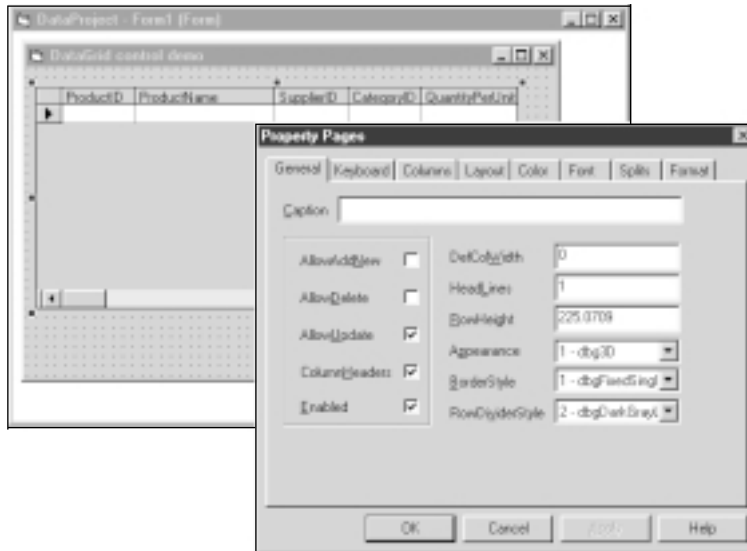 DataProject - Form1 (Form)
DataGrid control demo
ProductID ProductName SupplierID CategoryID QuantityPerUnit
Property Pages
General Keyboard Columns Layout Color Font Splits Format
Caption
AllowAddNew
AllowDelete
AllowUpdate
ColumnHeaders
Enabled
DefColWidth 0
HeadLines 1
RowHeight 225.0709
Appearance 1 - dbg3D
BorderStyle 1 - dbgFixedSingl
RowDividerStyle 2 - dbgDarkGrayL
OK Cancel Apply Help